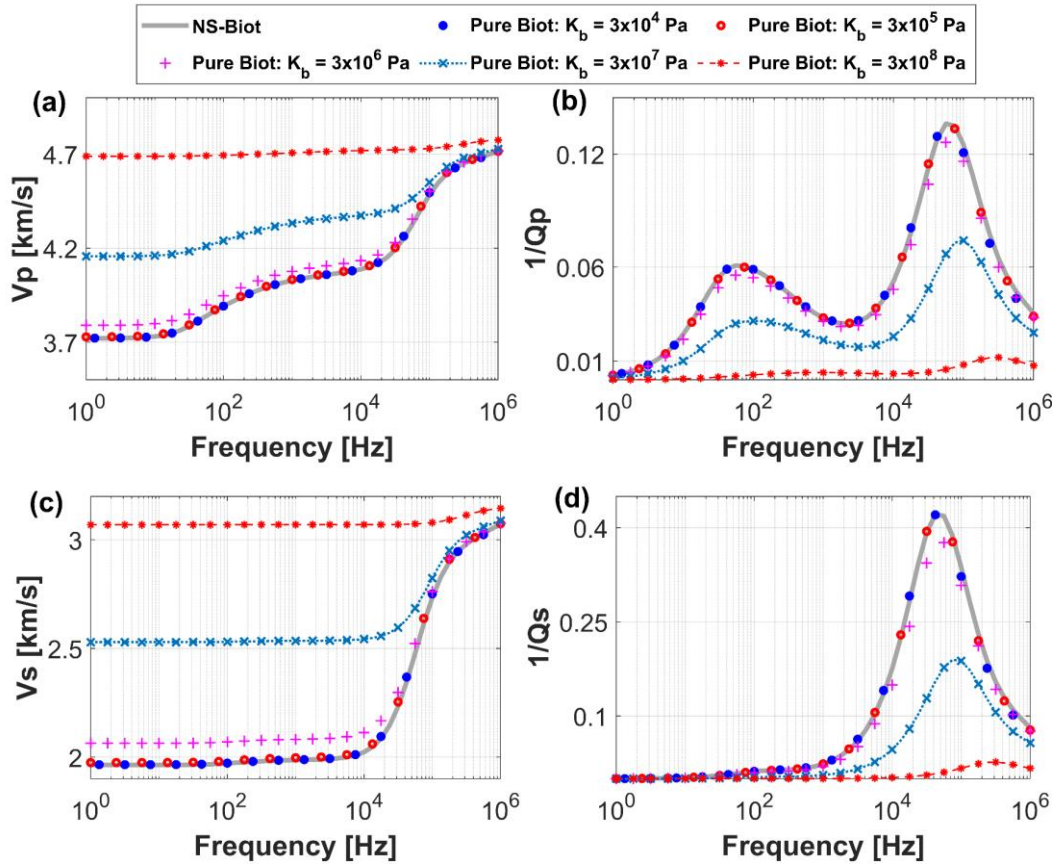 NS-Biot
Pure Biot: K_b = 3x10^4 Pa
Pure Biot: K_b = 3x10^5 Pa
Pure Biot: K_b = 3x10^6 Pa
Pure Biot: K_b = 3x10^7 Pa
Pure Biot: K_b = 3x10^8 Pa
(a)
4.7
4.2
3.7
Vp [km/s]
10^0 10^2 10^4 10^6
Frequency [Hz]
(b)
0.12
0.06
0.01
1/Qp
10^0 10^2 10^4 10^6
Frequency [Hz]
(c)
3
2.5
2
Vs [km/s]
10^0 10^2 10^4 10^6
Frequency [Hz]
(d)
0.4
0.25
0.1
1/Qs
10^0 10^2 10^4 10^6
Frequency [Hz]